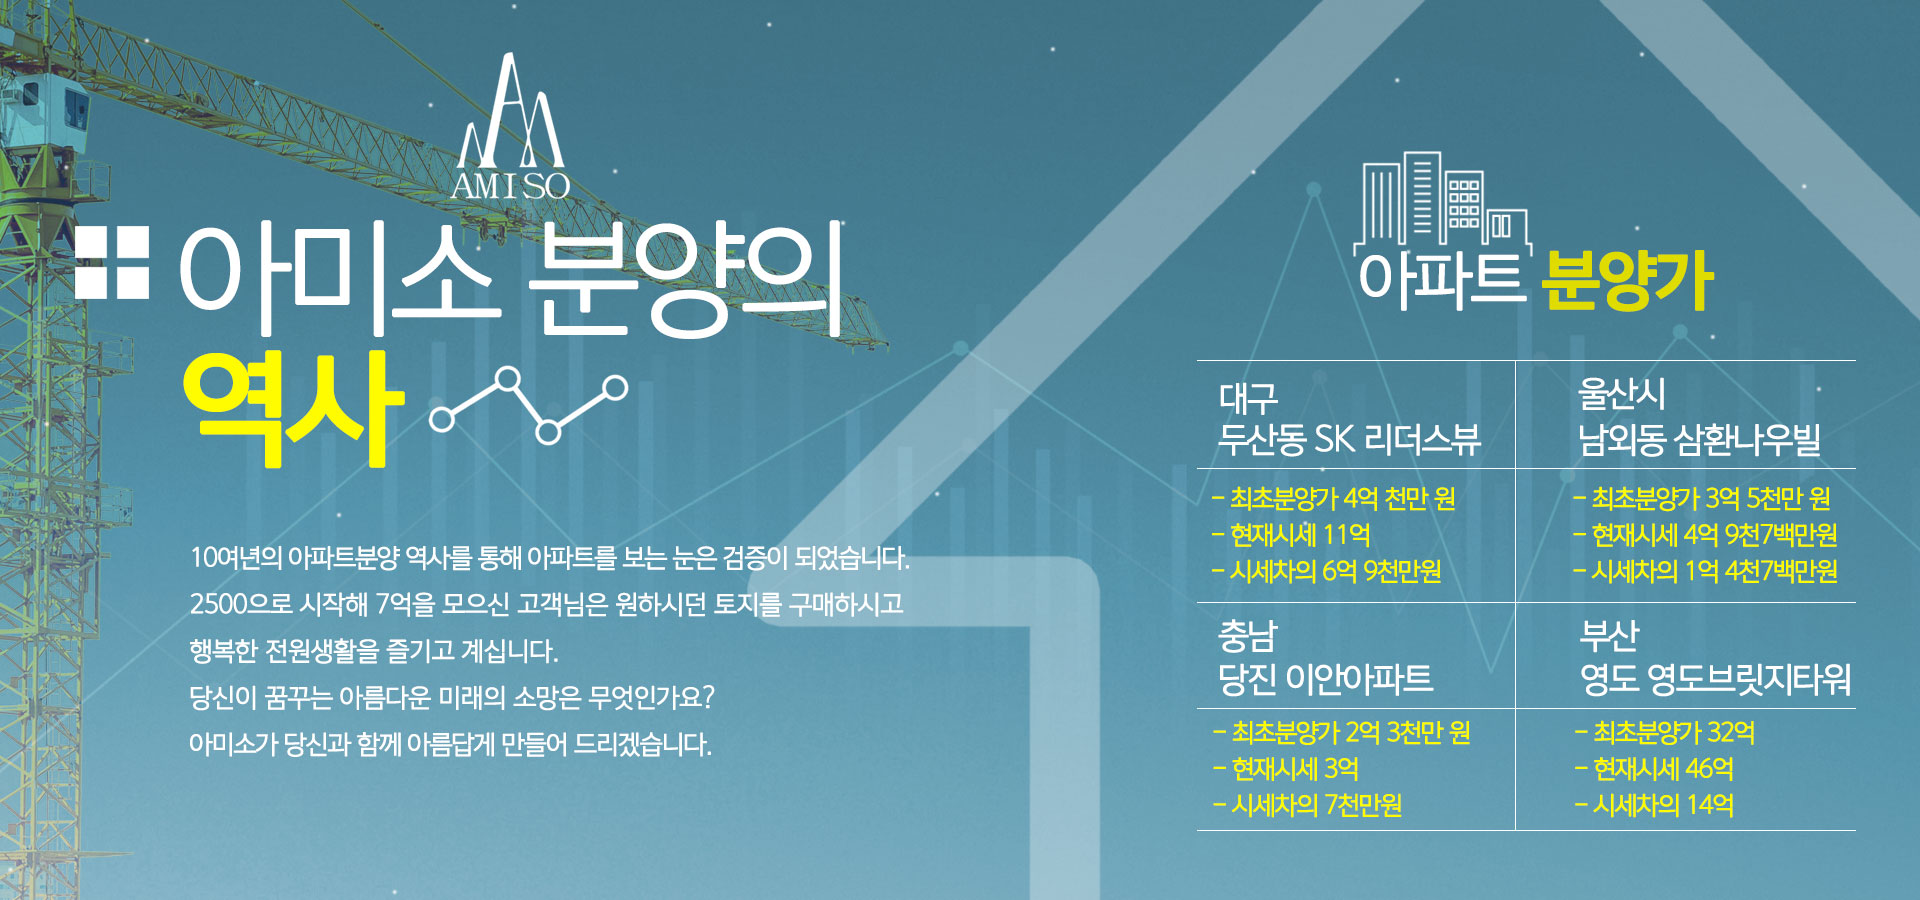 AMISO
아미소 분양의
역사
10여년의 아파트분양 역사를 통해 아파트를 보는 눈은 검증이 되었습니다.
2500으로 시작해 7억을 모으신 고객님은 원하시던 토지를 구매하시고
행복한 전원생활을 즐기고 계십니다.
당신이 꿈꾸는 아름다운 미래의 소망은 무엇인가요?
아미소가 당신과 함께 아름답게 만들어 드리겠습니다.
아파트 분양가
대구
두산동 SK 리더스뷰
- 최초분양가 4억 천만 원
- 현재시세 11억
- 시세차의 6억 9천만원
울산시
남외동 삼환나우빌
- 최초분양가 3억 5천만 원
- 현재시세 4억 9천7백만원
- 시세차의 1억 4천7백만원
충남
당진 이안아파트
- 최초분양가 2억 3천만 원
- 현재시세 3억
- 시세차의 7천만원
부산
영도 영도브릿지타워
- 최초분양가 32억
- 현재시세 46억
- 시세차의 14억